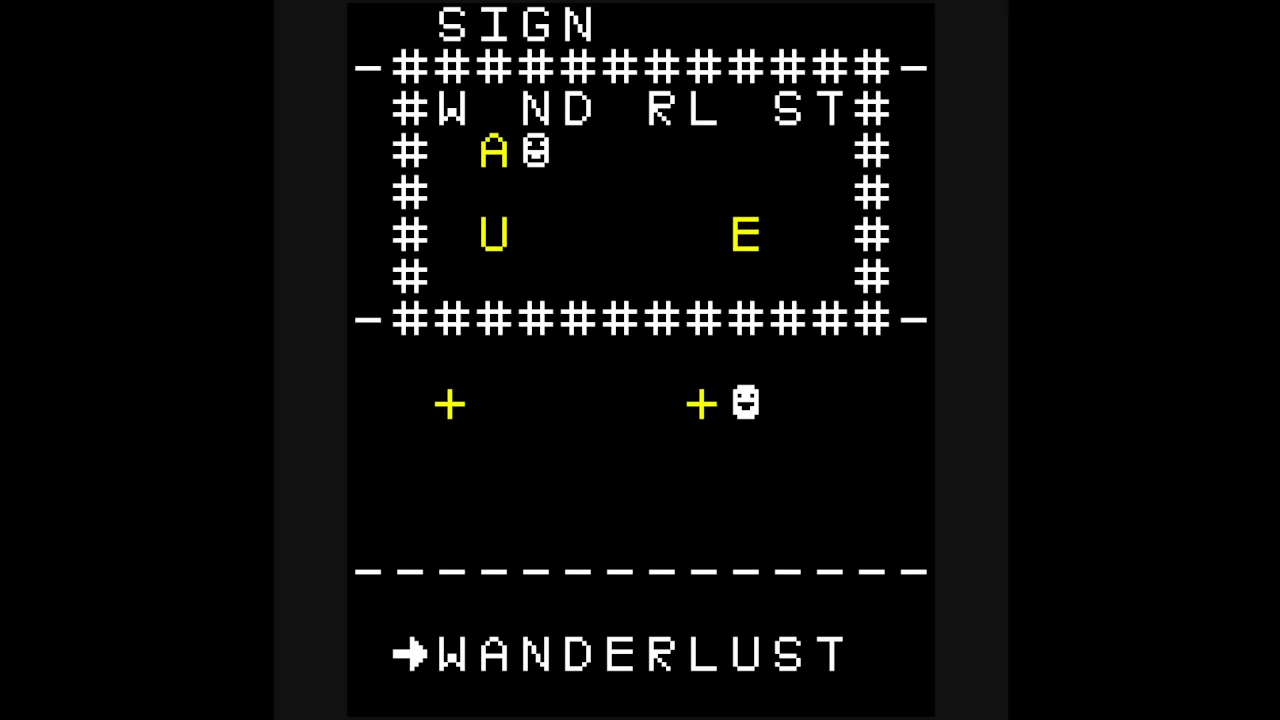 SIGN
-############-
#W ND RL ST#
# A #
# #
# U E #
# #
-############-
+ +
--------------
→WANDERLUST